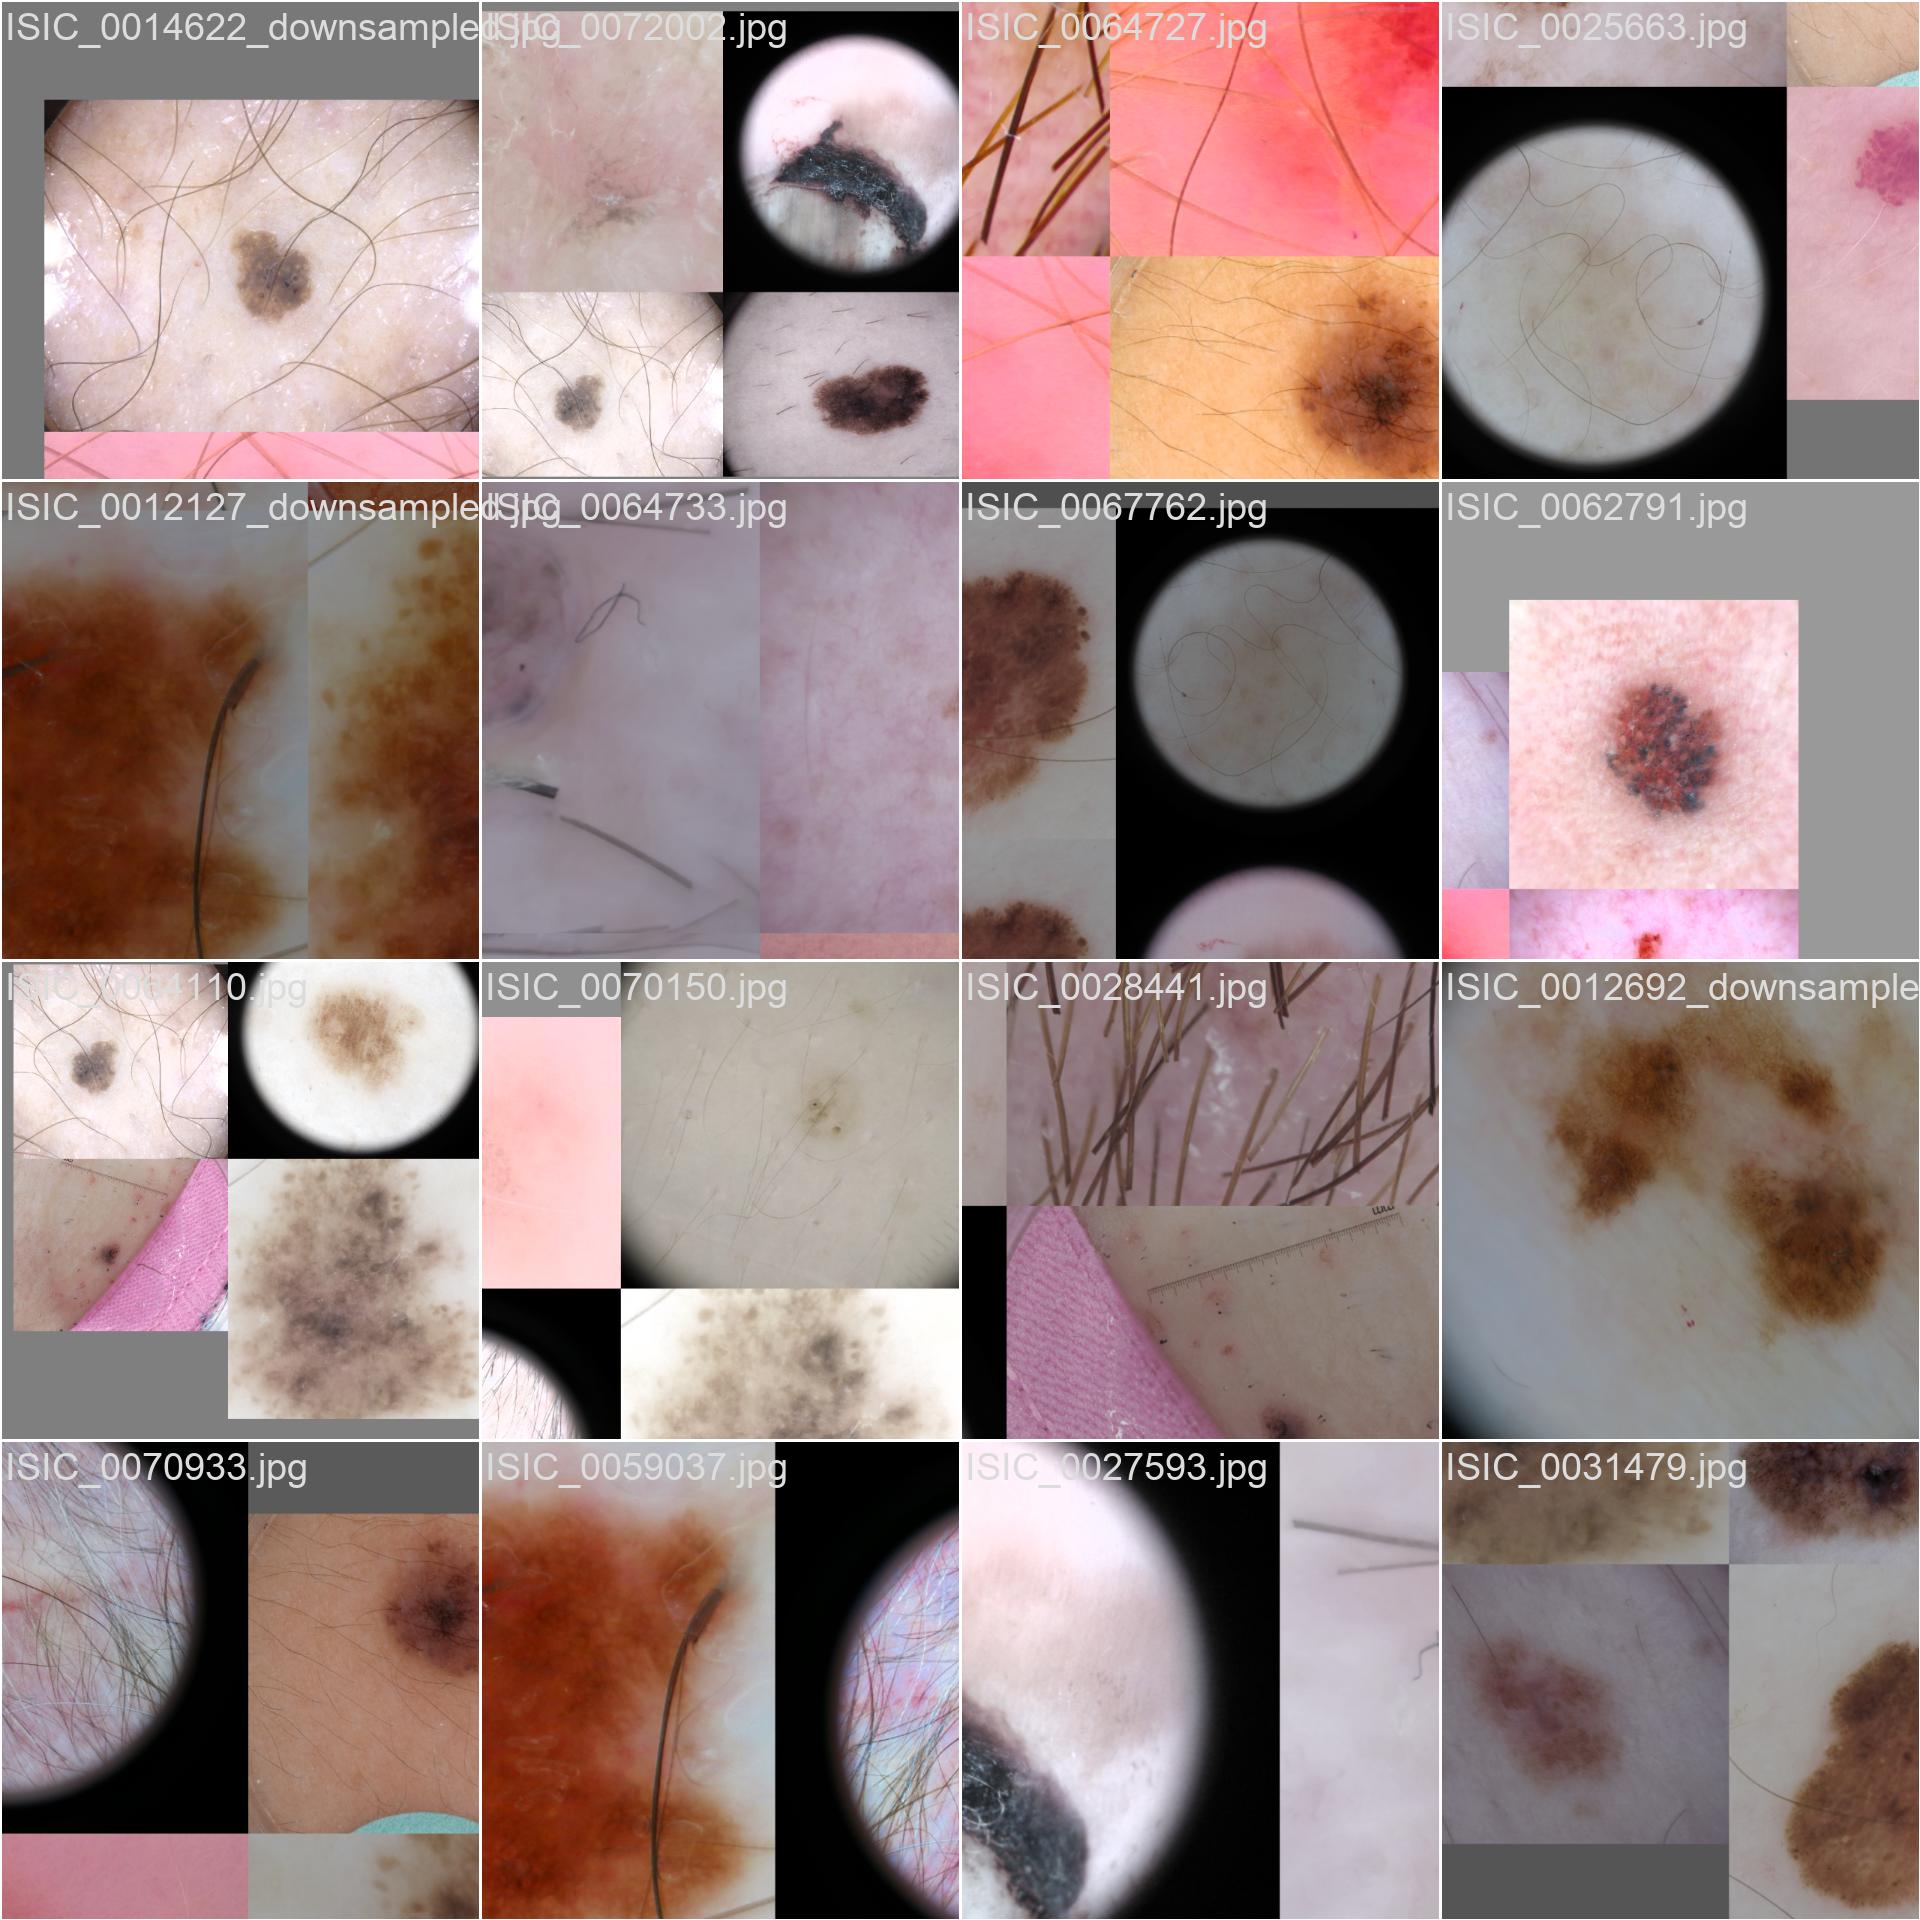 ISIC_0014622_downsampled.jpg
ISIC_0072002.jpg
ISIC_0064727.jpg
ISIC_0025663.jpg
ISIC_0012127_downsampled.jpg
ISIC_0064733.jpg
ISIC_0067762.jpg
ISIC_0062791.jpg
ISIC_0064110.jpg
ISIC_0070150.jpg
ISIC_0028441.jpg
ISIC_0012692_downsample
ISIC_0070933.jpg
ISIC_0059037.jpg
ISIC_0027593.jpg
ISIC_0031479.jpg